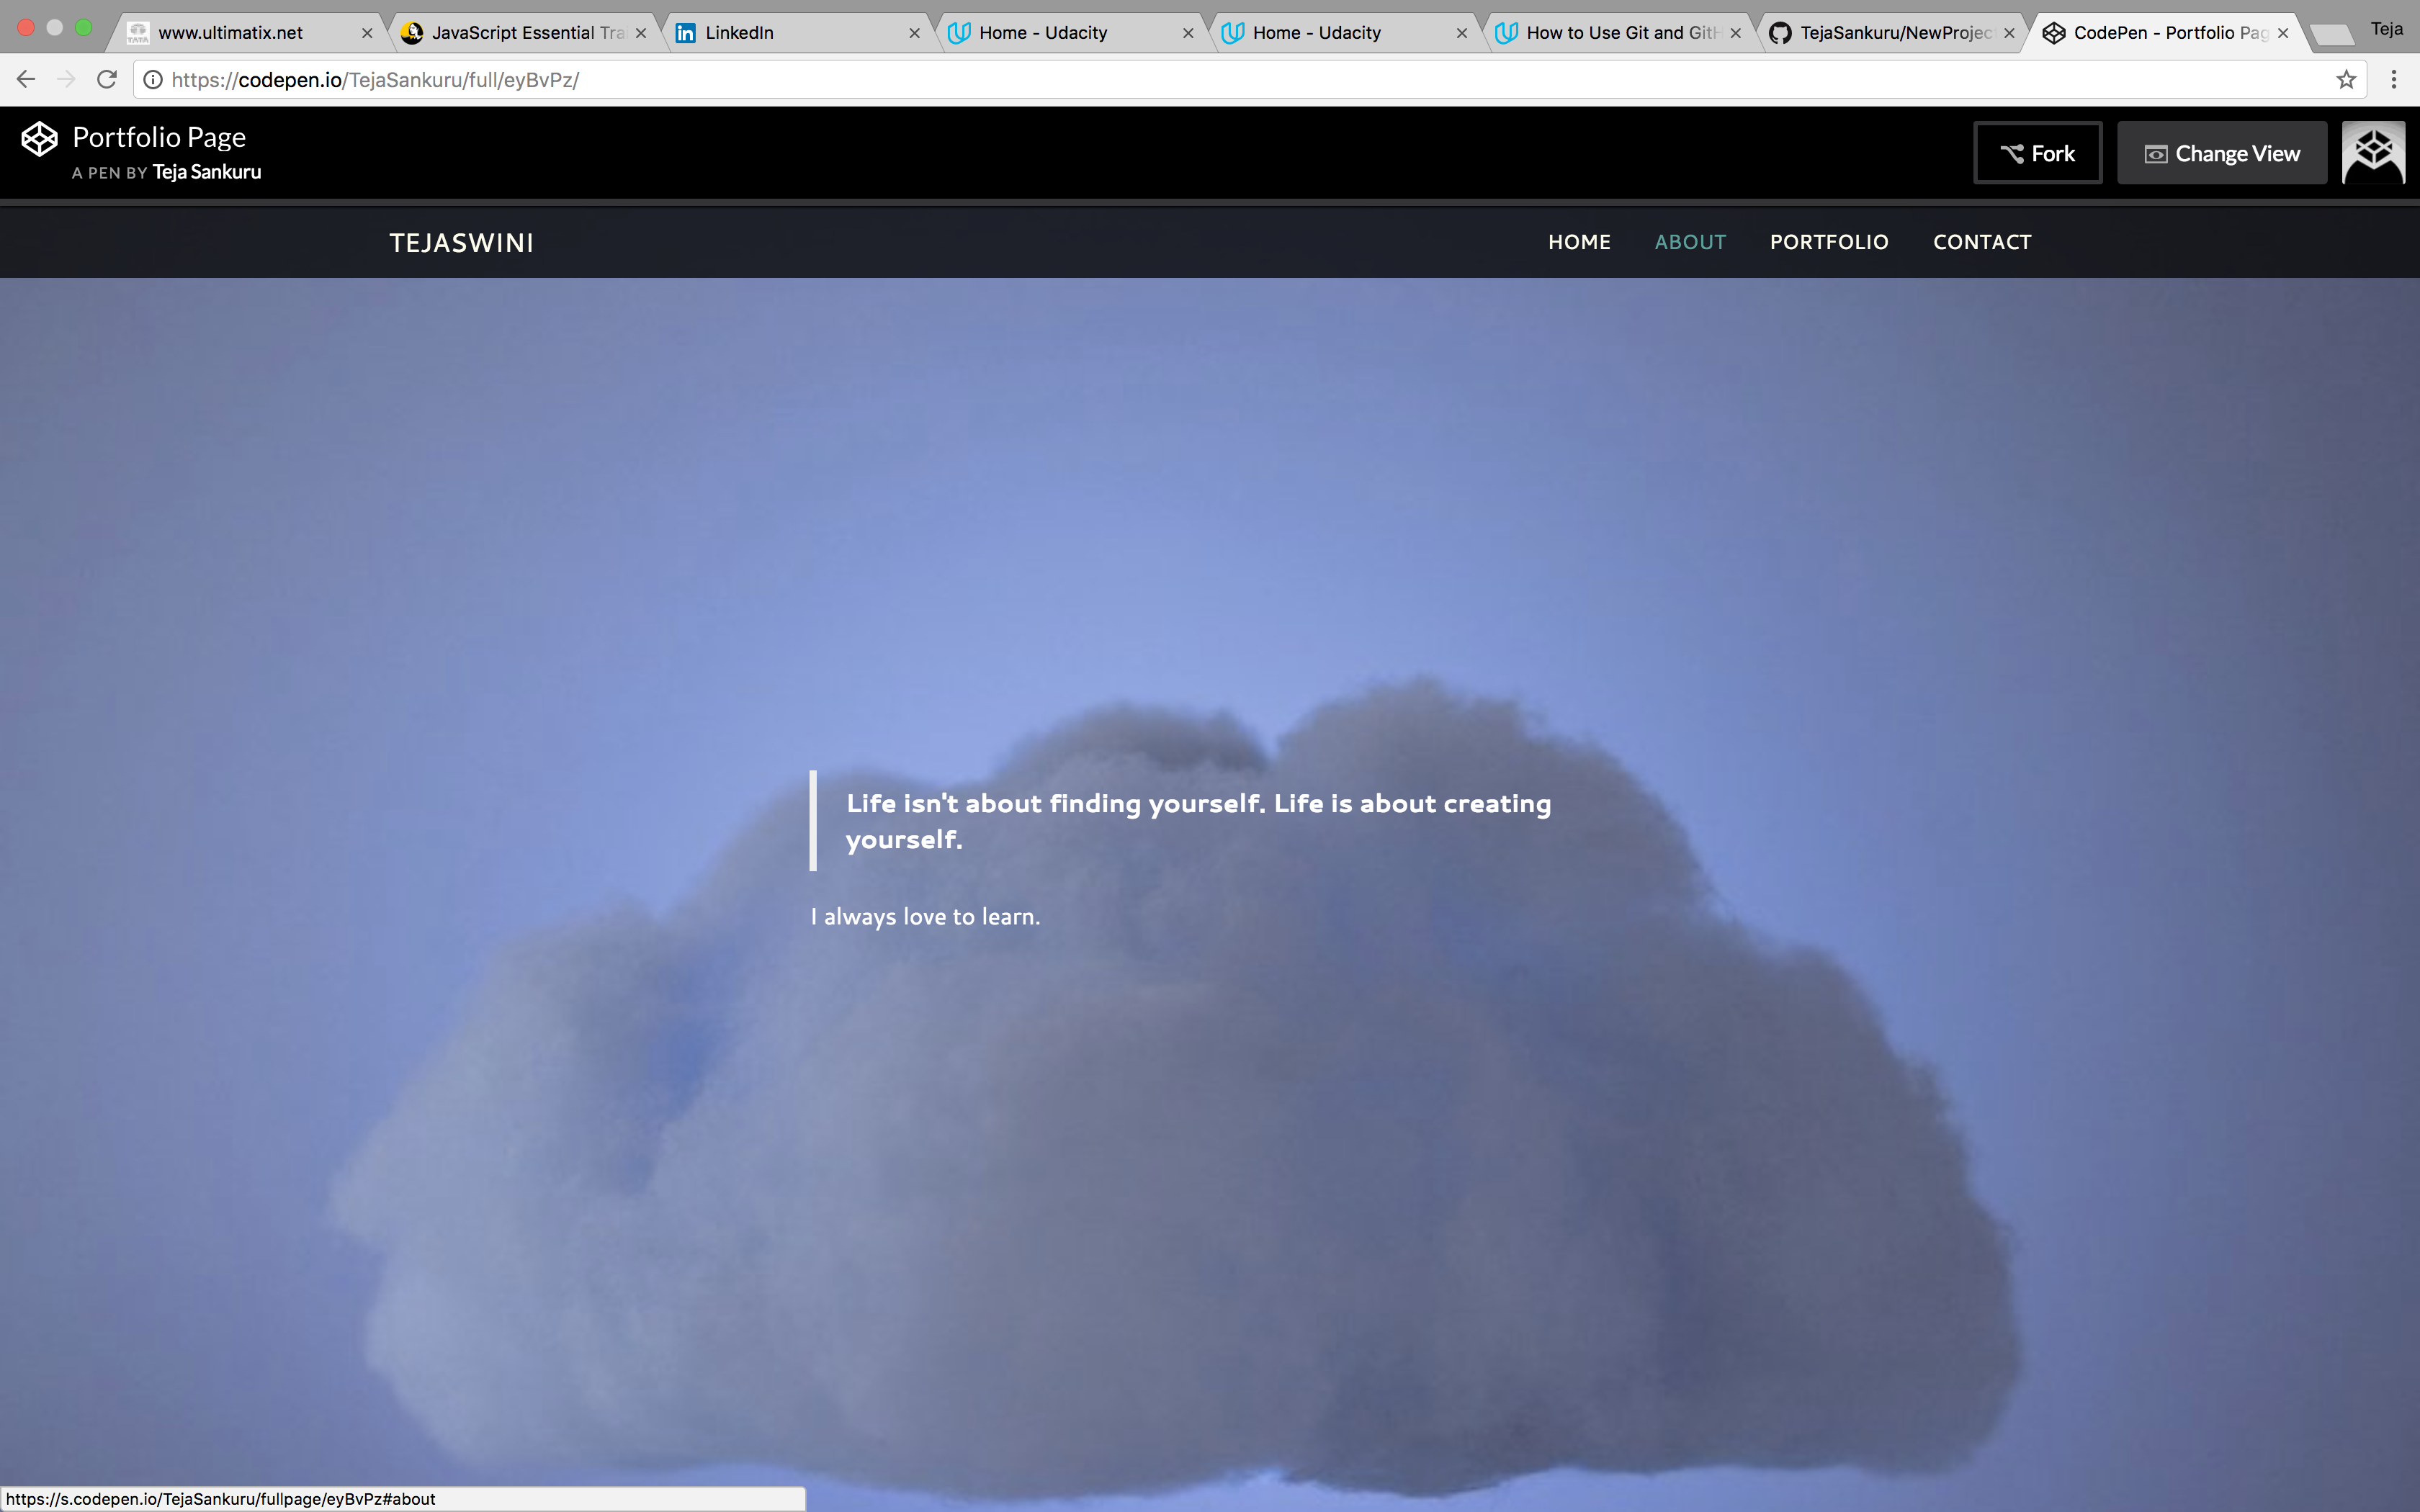 www.ultimatix.net
JavaScript Essential Tra
LinkedIn
Home - Udacity
Home - Udacity
How to Use Git and GitH
TejaSankuru/NewProjec
CodePen - Portfolio Pag
Teja
https://codepen.io/TejaSankuru/full/eyBvPz/
Portfolio Page
A PEN BY Teja Sankuru
Fork
Change View
TEJASWINI
HOME
ABOUT
PORTFOLIO
CONTACT
Life isn't about finding yourself. Life is about creating
yourself.
I always love to learn.
https://s.codepen.io/TejaSankuru/fullpage/eyBvPz#about